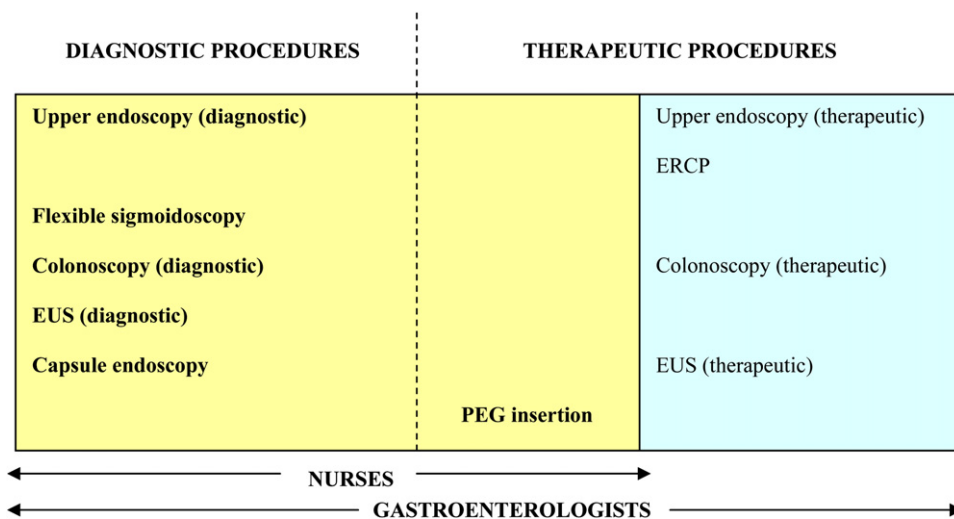 DIAGNOSTIC PROCEDURES
THERAPEUTIC PROCEDURES
Upper endoscopy (diagnostic)
Upper endoscopy (therapeutic)
ERCP
Flexible sigmoidoscopy
Colonoscopy (diagnostic)
Colonoscopy (therapeutic)
EUS (diagnostic)
Capsule endoscopy
EUS (therapeutic)
PEG insertion
NURSES
GASTROENTEROLOGISTS